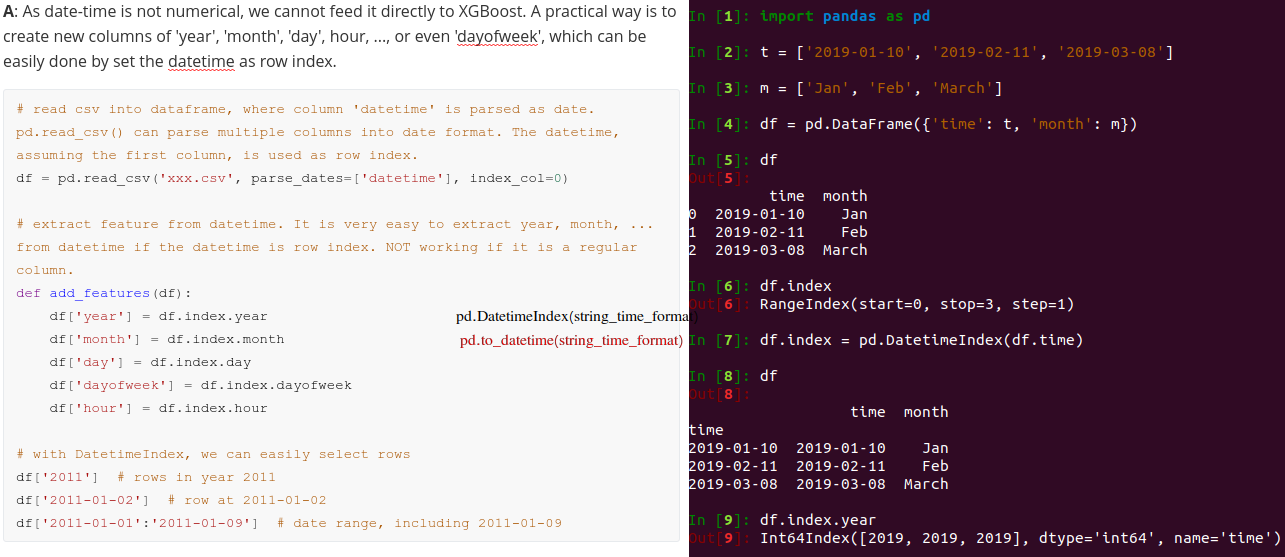 A: As date-time is not numerical, we cannot feed it directly to XGBoost. A practical way is to
create new columns of 'year', 'month', 'day', hour, ..., or even 'dayofweek', which can be
easily done by set the datetime as row index.
# read csv into dataframe, where column 'datetime' is parsed as date.
pd.read_csv() can parse multiple columns into date format. The datetime,
assuming the first column, is used as row index.
df = pd.read_csv('xxx.csv', parse_dates=['datetime'], index_col=0)
# extract feature from datetime. It is very easy to extract year, month, ...
from datetime if the datetime is row index. NOT working if it is a regular
column.
def add_features(df):
df['year'] = df.index.year
df['month'] = df.index.month
df['day'] = df.index.day
df['dayofweek'] = df.index.dayofweek
df['hour'] = df.index.hour
pd.DatetimeIndex(string_time_format)
pd.to_datetime(string_time_format)
# with DatetimeIndex, we can easily select rows
df['2011'] # rows in year 2011
df['2011-01-02'] # row at 2011-01-02
df['2011-01-01':'2011-01-09'] # date range, including 2011-01-09
In [1]: import pandas as pd
In [2]: t = ['2019-01-10', '2019-02-11', '2019-03-08']
In [3]: m = ['Jan', 'Feb', 'March']
In [4]: df = pd.DataFrame({'time': t, 'month': m})
In [5]: df
Out[5]:
time month
0 2019-01-10 Jan
1 2019-02-11 Feb
2 2019-03-08 March
In [6]: df.index
Out[6]: RangeIndex(start=0, stop=3, step=1)
In [7]: df.index = pd.DatetimeIndex(df.time)
In [8]: df
Out[8]:
time month
time
2019-01-10 2019-01-10 Jan
2019-02-11 2019-02-11 Feb
2019-03-08 2019-03-08 March
In [9]: df.index.year
Out[9]: Int64Index([2019, 2019, 2019], dtype='int64', name='time')